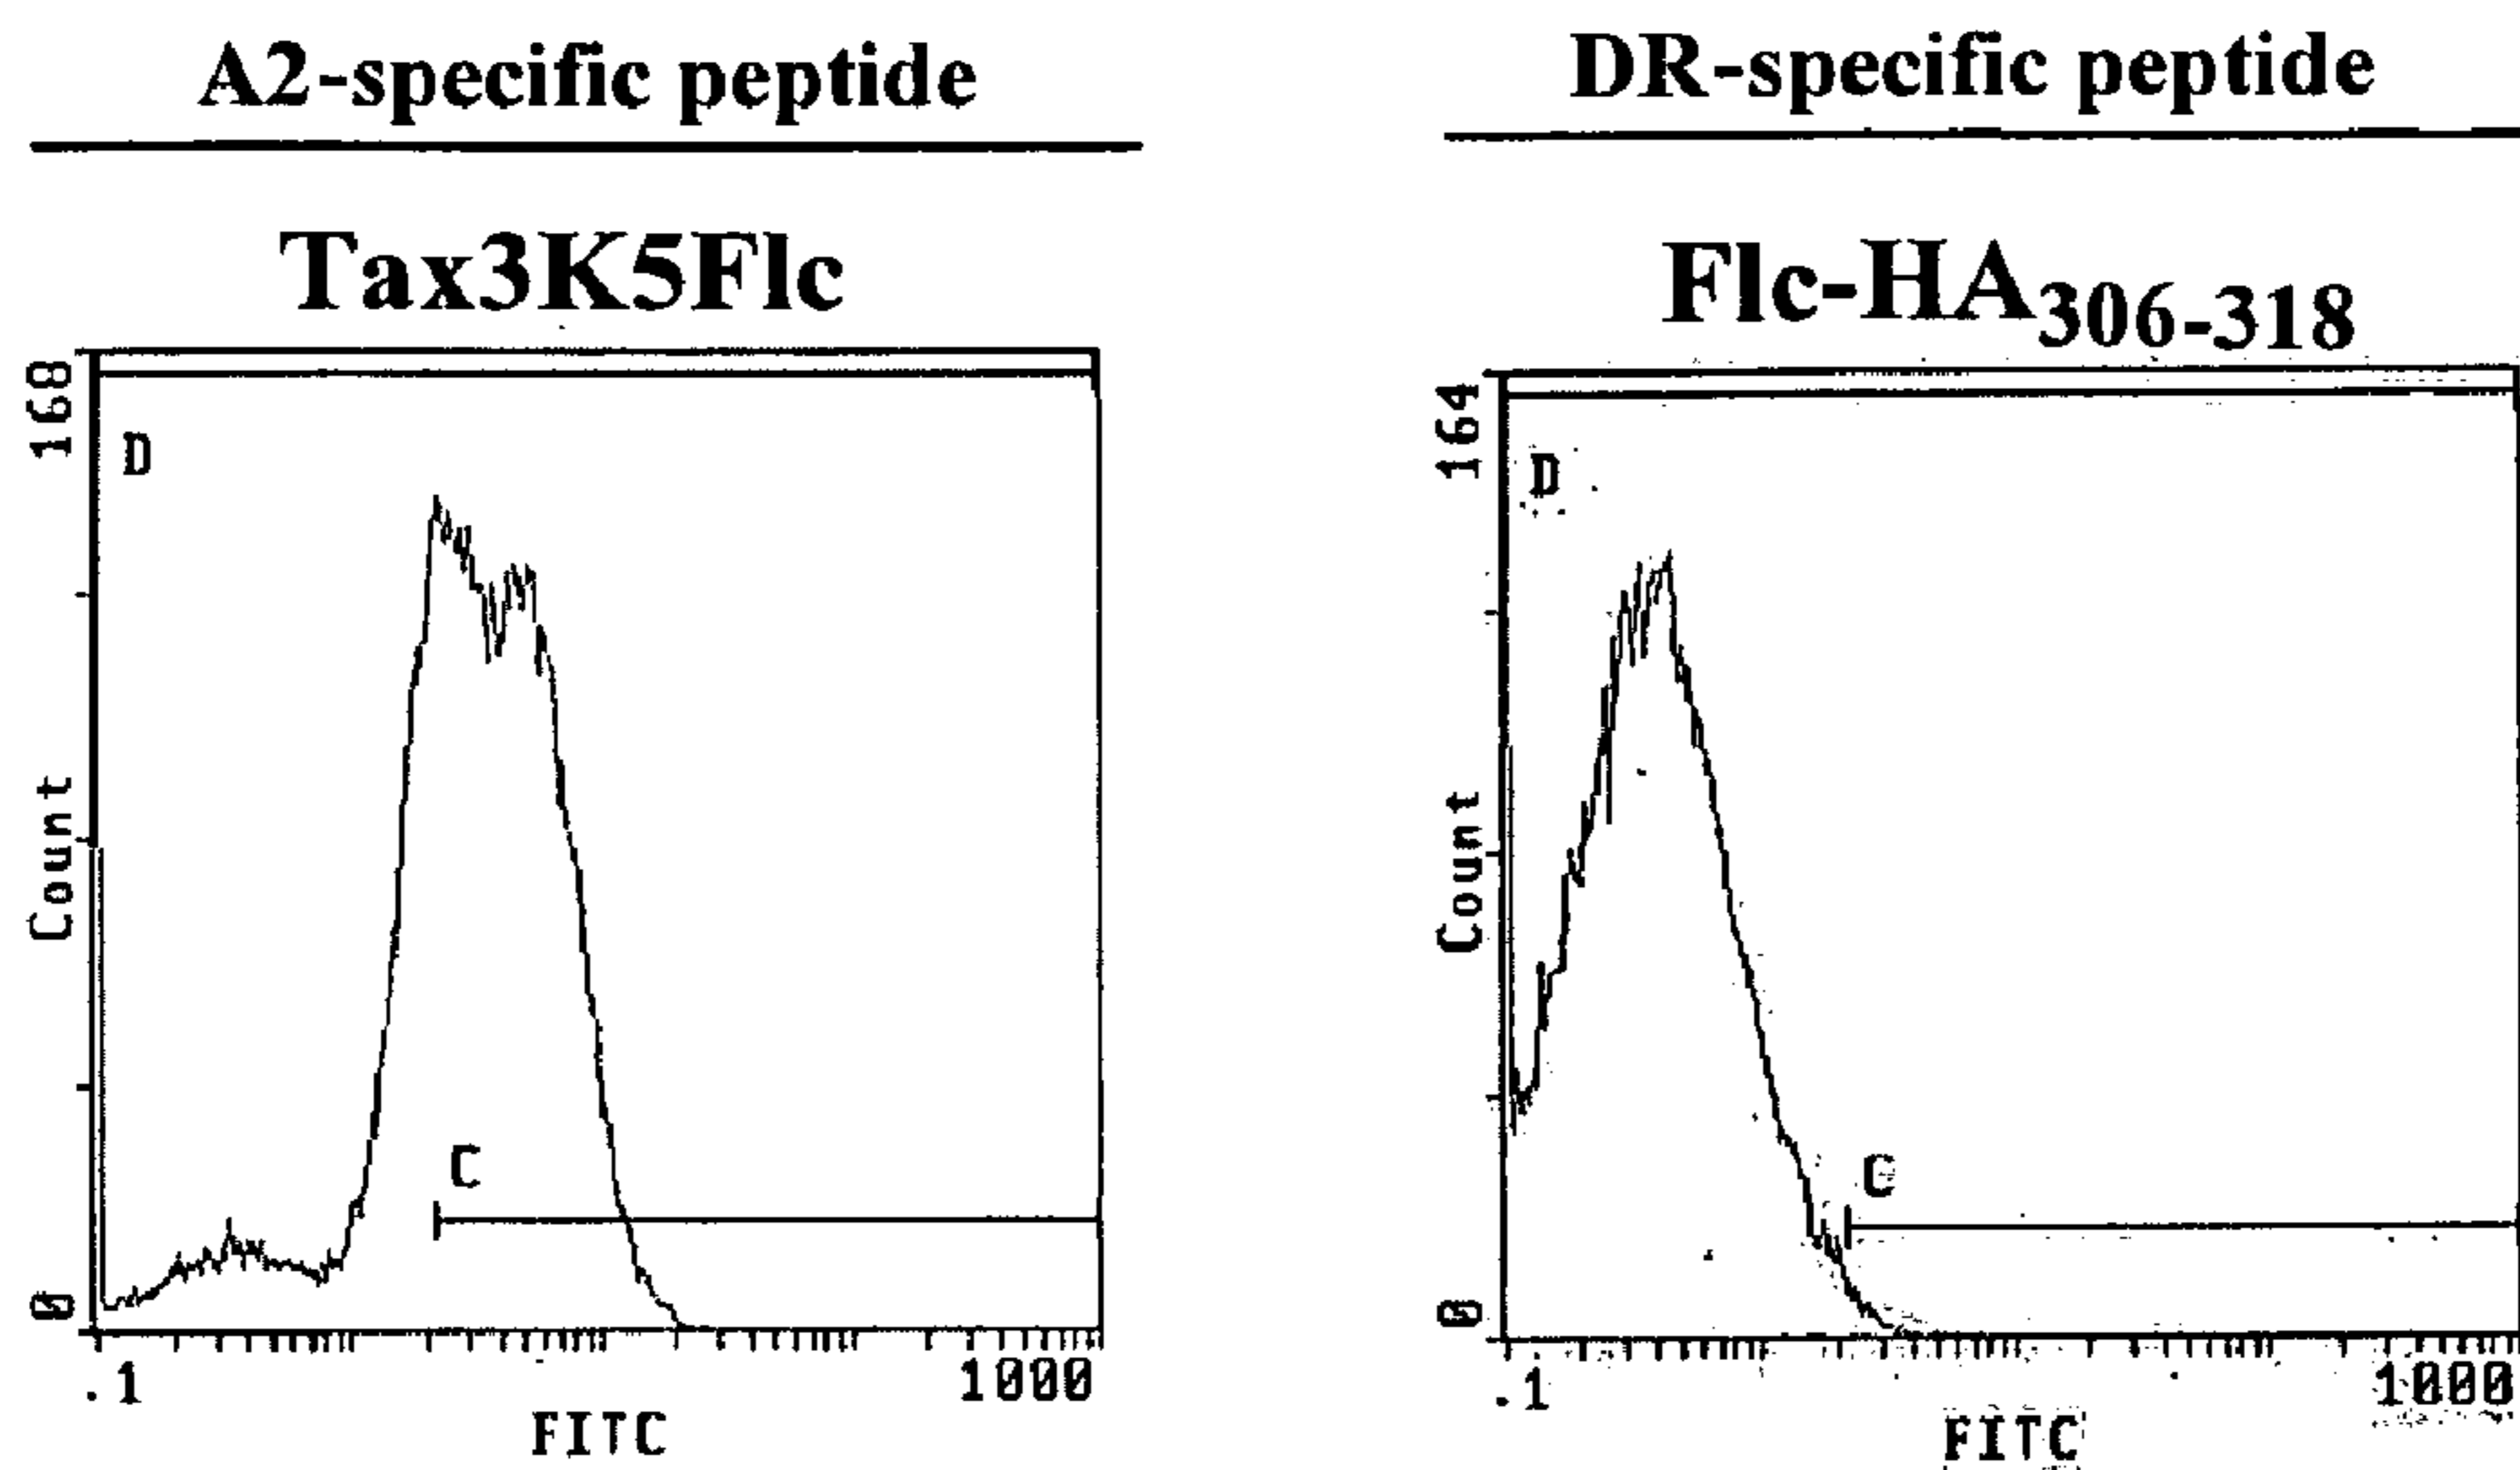 A2-specific peptide
Tax3K5Flc
168
D
Count
C
0
.1
1000
FITC
DR-specific peptide
Flc-HA306-318
164
D
Count
C
0
.1
1000
FITC